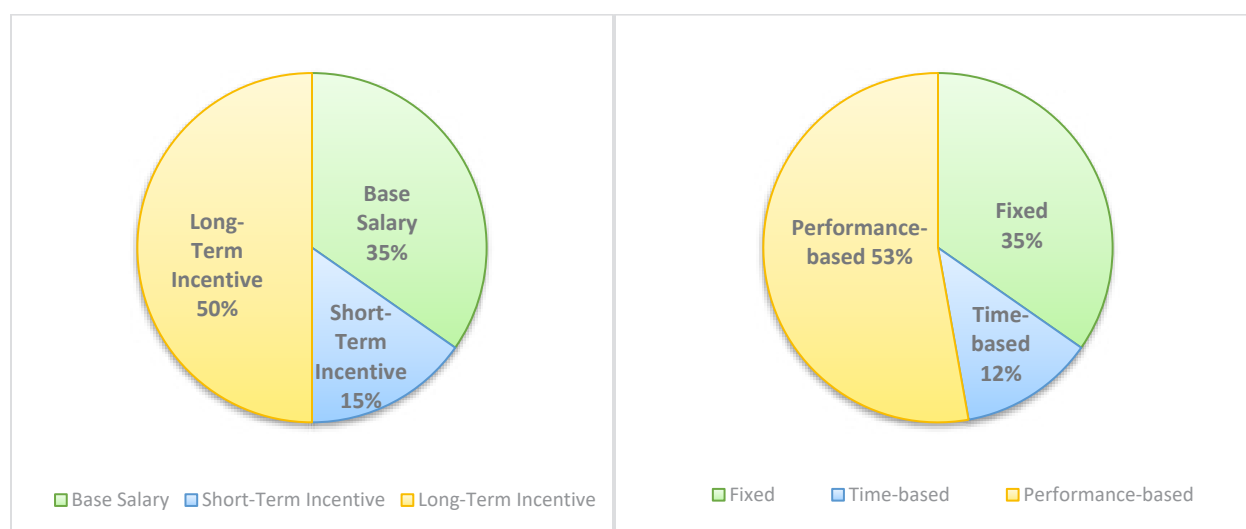 Base
Salary
35%
Long-
Term
Incentive
50%
Short-
Term
Incentive
15%
Base Salary Short-Term Incentive Long-Term Incentive
Fixed
35%
Performance-
based 53%
Time-
based
12%
Fixed Time-based Performance-based